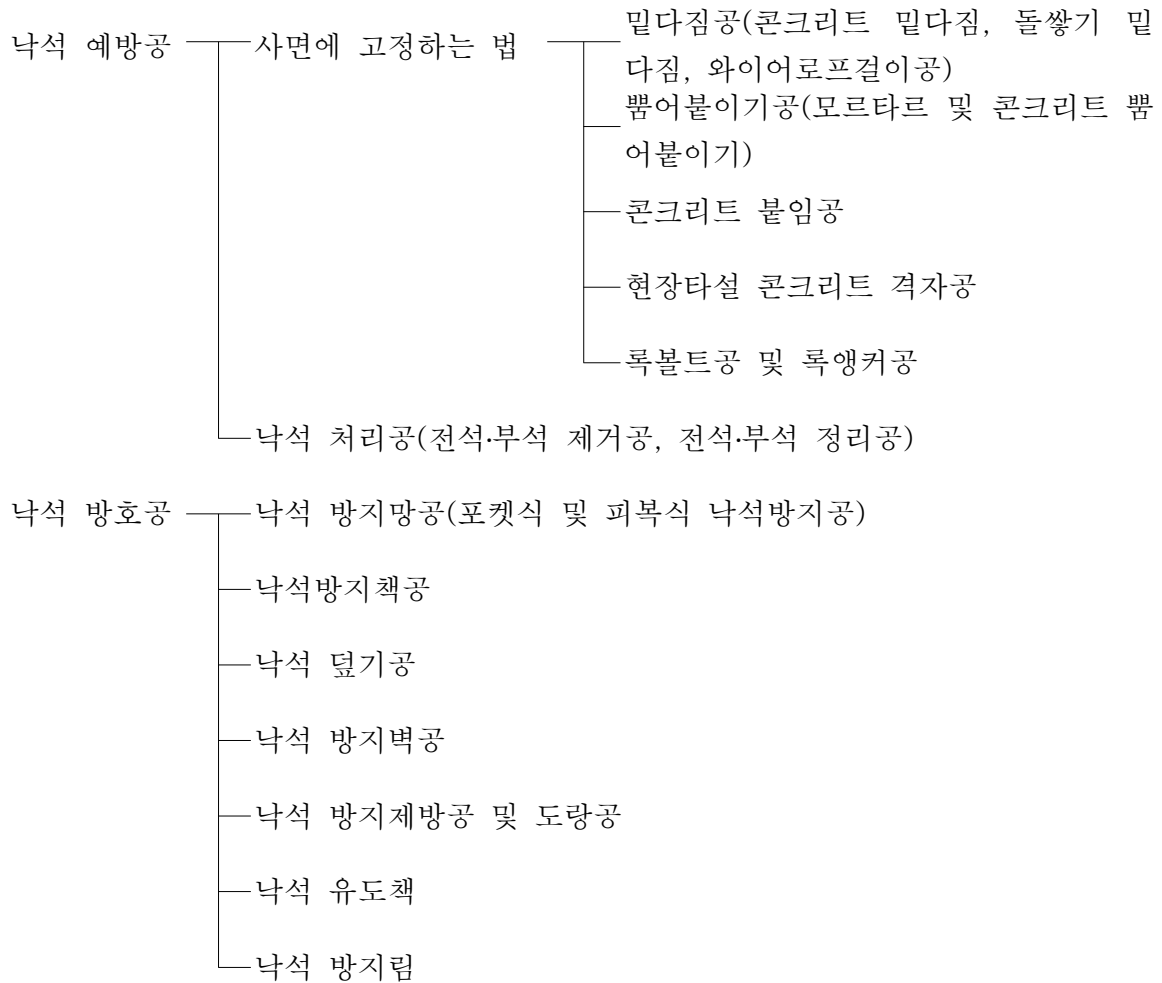 낙석 예방공
사면에 고정하는 법
밑다짐공(콘크리트 밑다짐, 돌쌓기 밑
다짐, 와이어로프걸이공)
뿜어붙이기공(모르타르 및 콘크리트 뿜
어붙이기)
콘크리트 붙임공
현장타설 콘크리트 격자공
록볼트공 및 록앵커공
낙석 처리공(전석·부석 제거공, 전석·부석 정리공)
낙석 방호공
낙석 방지망공(포켓식 및 피복식 낙석방지공)
낙석방지책공
낙석 덮기공
낙석 방지벽공
낙석 방지제방공 및 도랑공
낙석 유도책
낙석 방지림